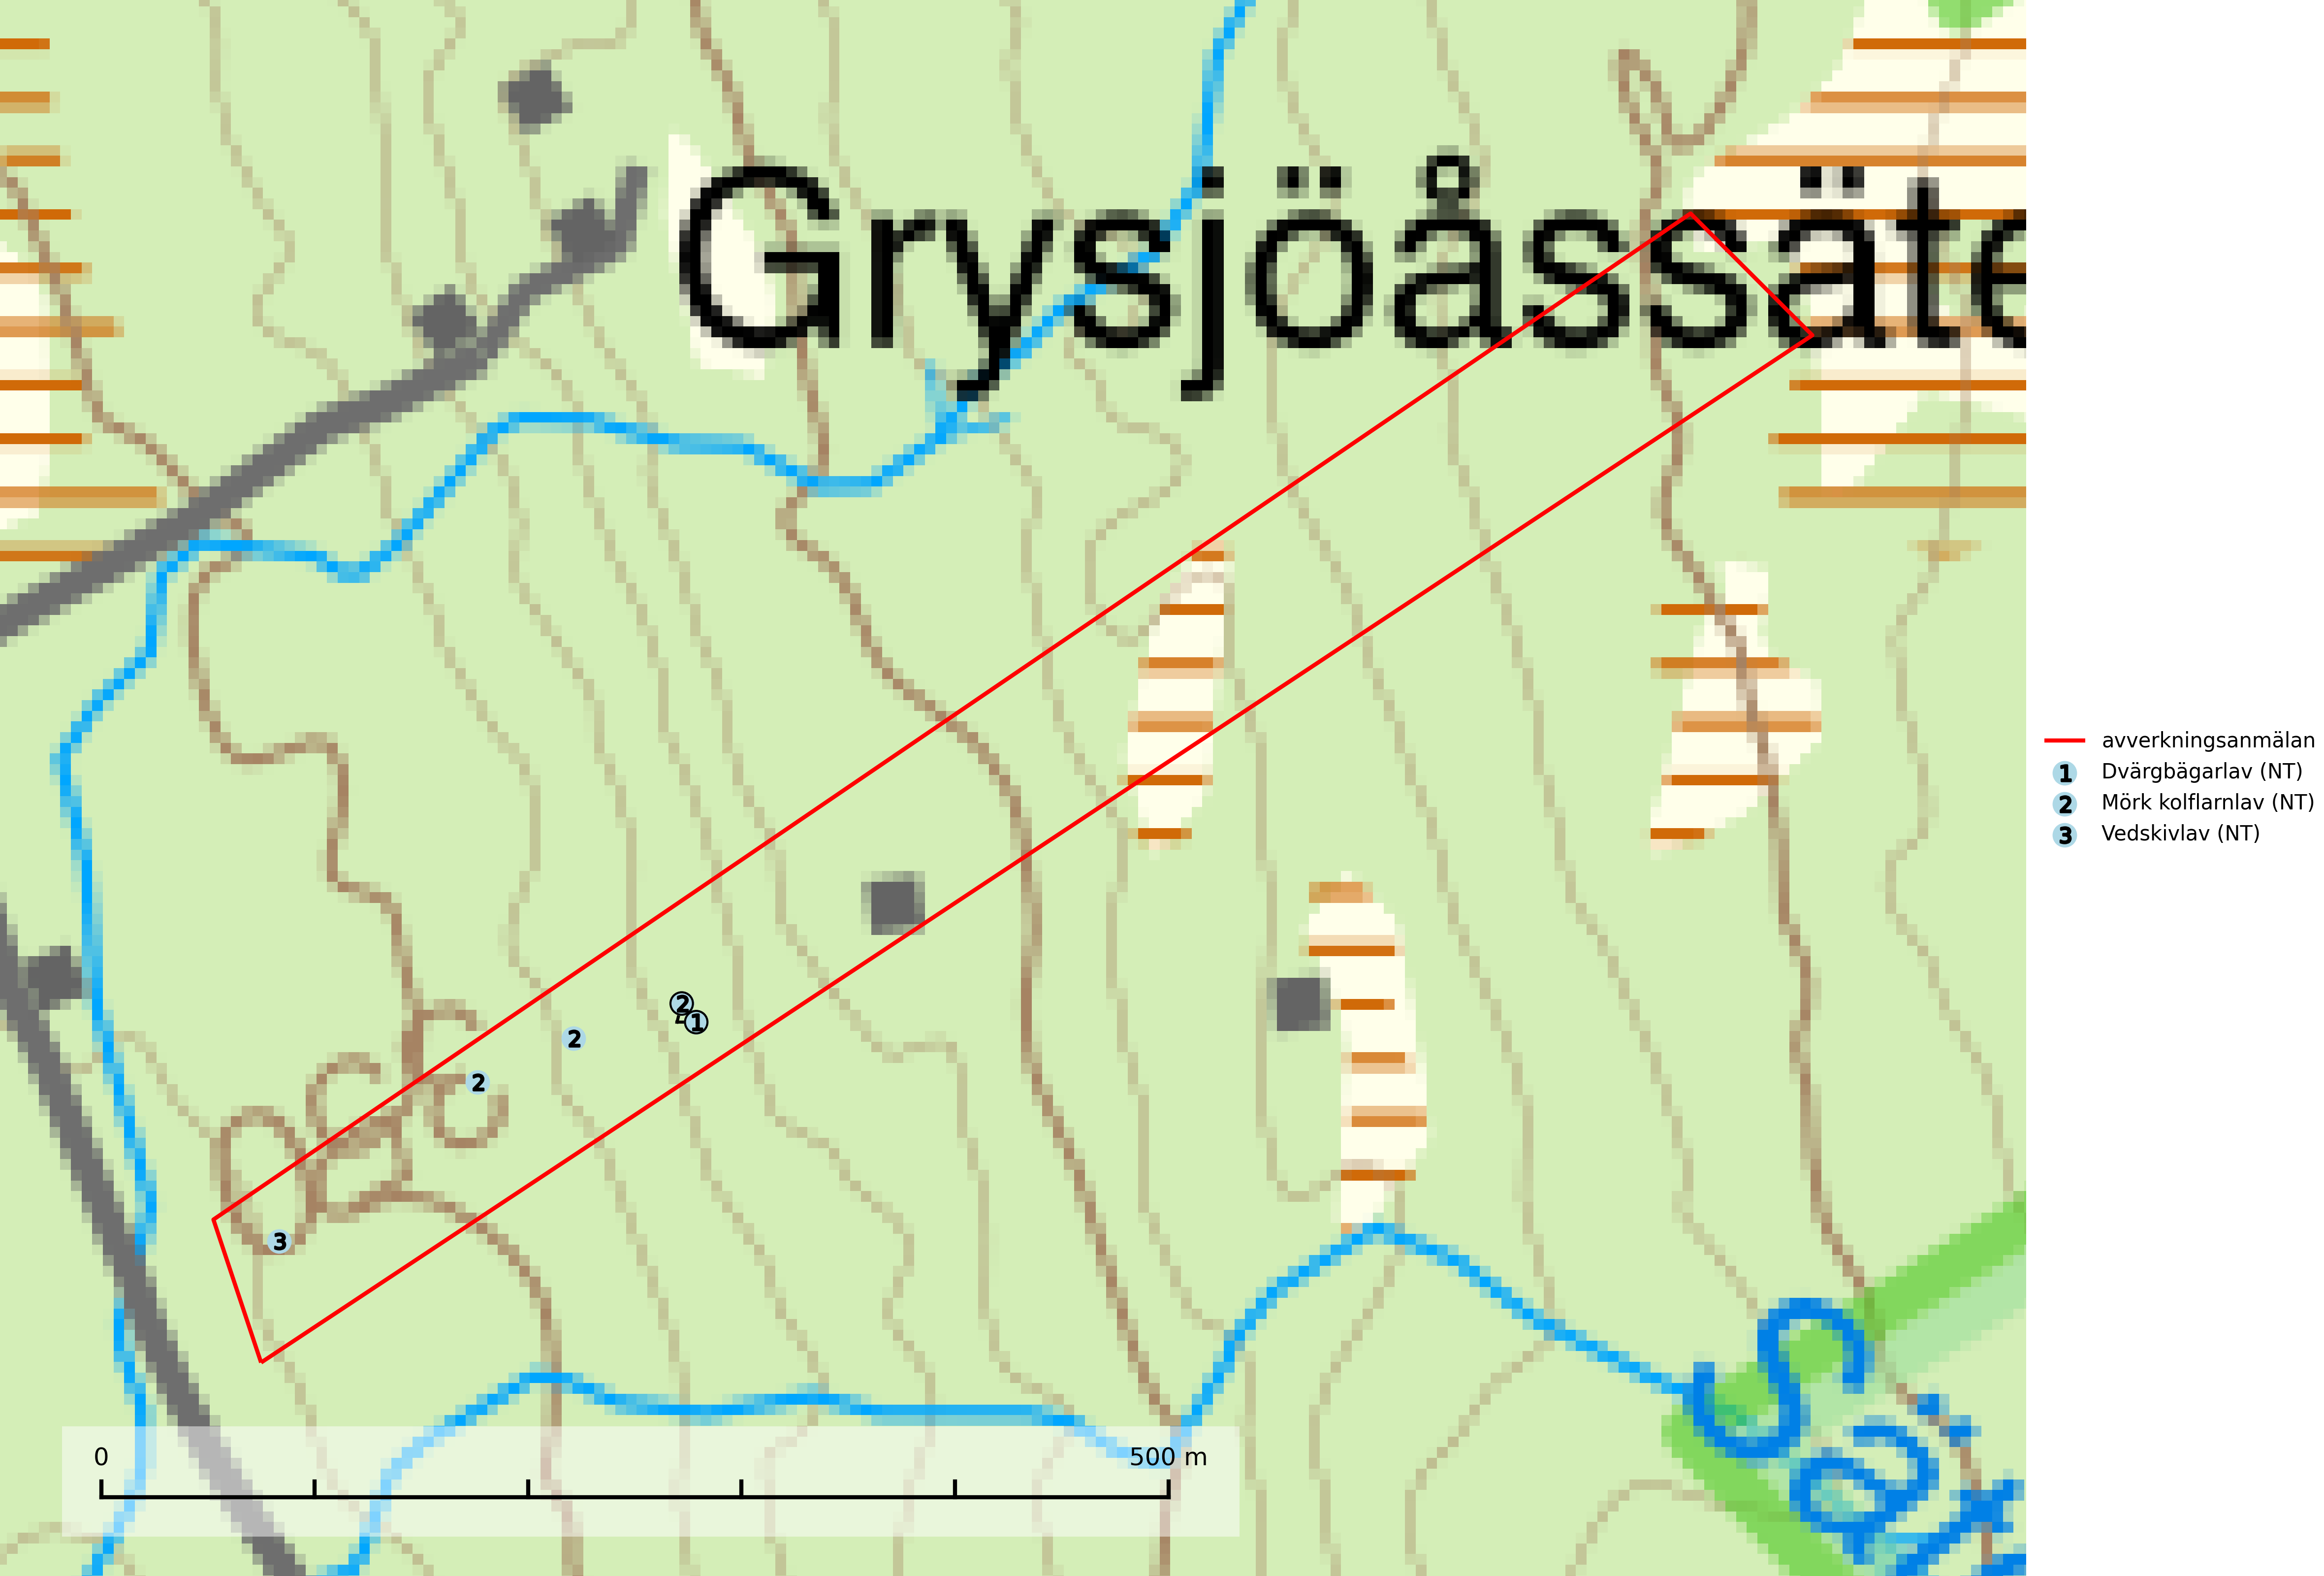 Grysjöåssäte
avverkningsanmälan
1 Dvärgbägarlav (NT)
2 Mörk kolflarnlav (NT)
3 Vedskivlav (NT)
2
1
2
2
3
0 500 m